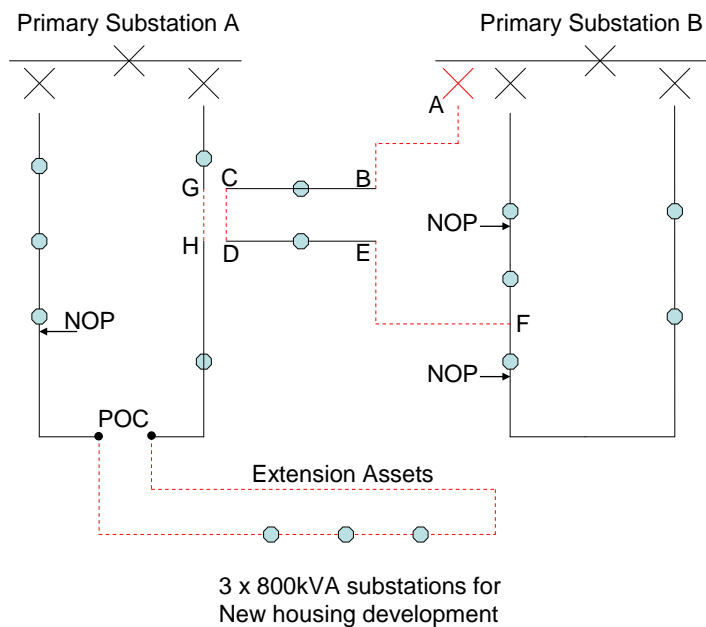 Primary Substation A
Primary Substation B
A
G
C
B
NOP
H
D
E
NOP
F
NOP
POC
Extension Assets
3 x 800kVA substations for
New housing development